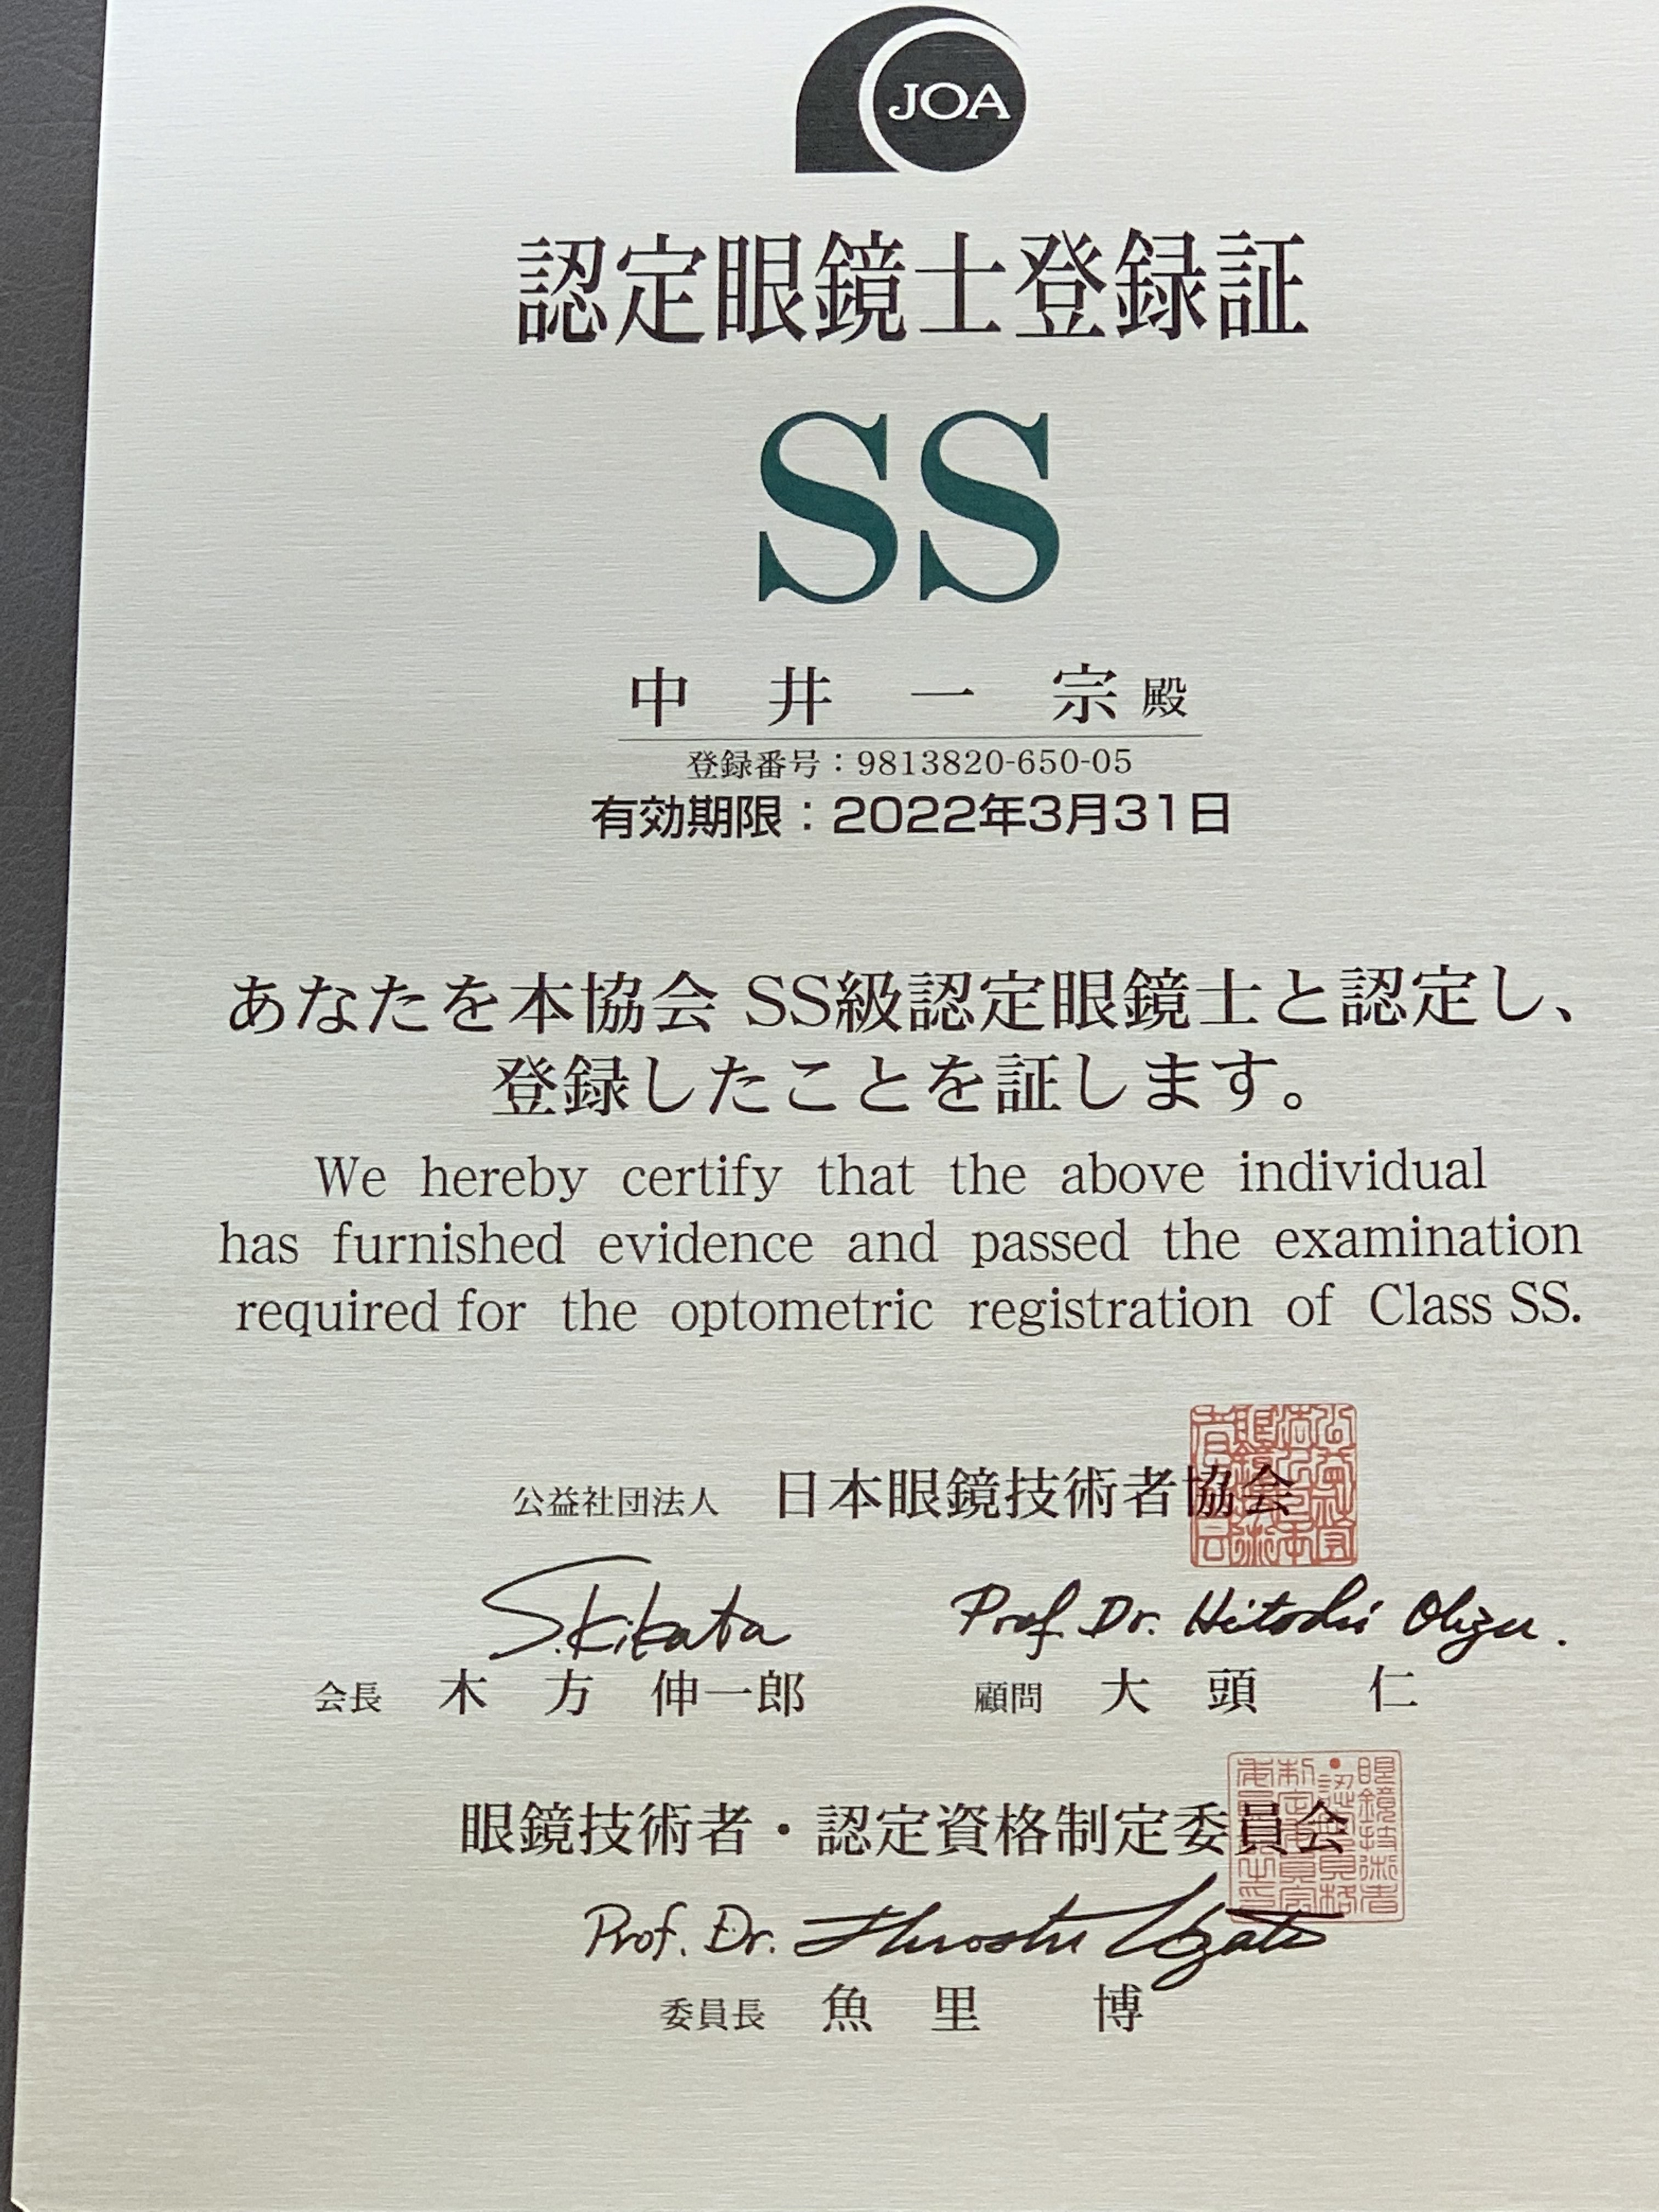 JOA
認定眼鏡士登録証
SS
中井一宗殿
登録番号：9813820-650-05
有効期限：2022年3月31日
あなたを本協会 SS級認定眼鏡士と認定し、
登録したことを証します。
We hereby certify that the above individual
has furnished evidence and passed the examination
required for the optometric registration of Class SS.
公益社団法人 日本眼鏡技術者協会
S.Kibata Prof. Dr. Hitoshi Ohzu.
会長 木方 伸一郎 顧問 大頭 仁
眼鏡技術者・認定資格制定委員会
Prof. Dr. Hiroshi Uozato
委員長 魚里 博